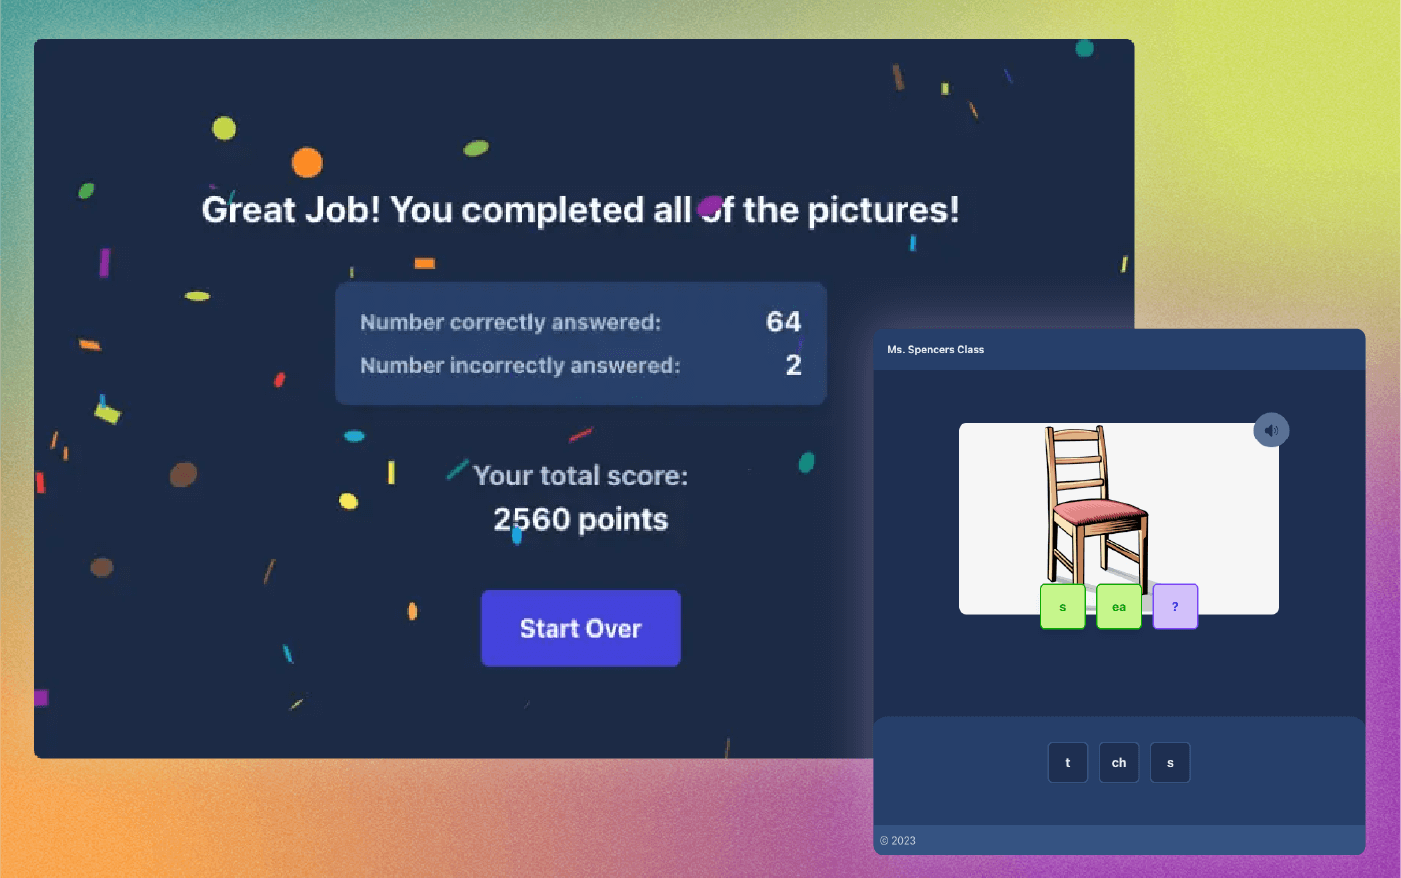 Great Job! You completed all of the pictures!
Number correctly answered: 64
Number incorrectly answered: 2
Your total score:
2560 points
Start Over
Ms. Spencers Class
s ea ?
t ch s
© 2023